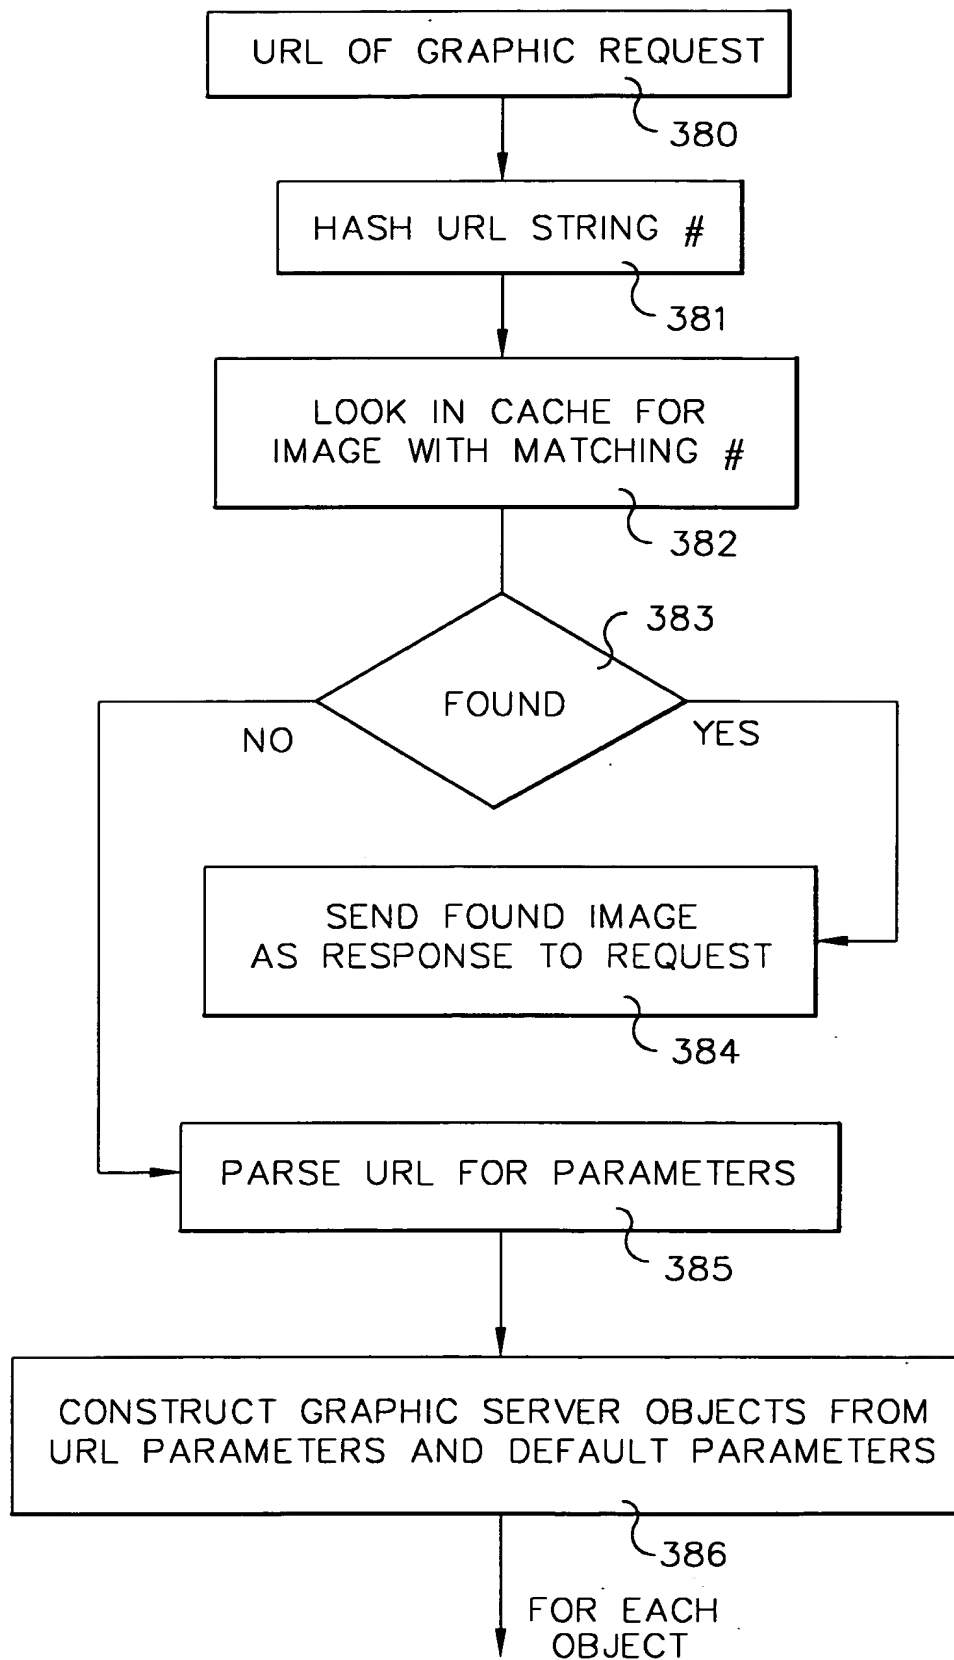 URL OF GRAPHIC REQUEST
380
HASH URL STRING #
381
LOOK IN CACHE FOR
IMAGE WITH MATCHING #
382
383
FOUND
NO
YES
SEND FOUND IMAGE
AS RESPONSE TO REQUEST
384
PARSE URL FOR PARAMETERS
385
CONSTRUCT GRAPHIC SERVER OBJECTS FROM
URL PARAMETERS AND DEFAULT PARAMETERS
386
FOR EACH
OBJECT